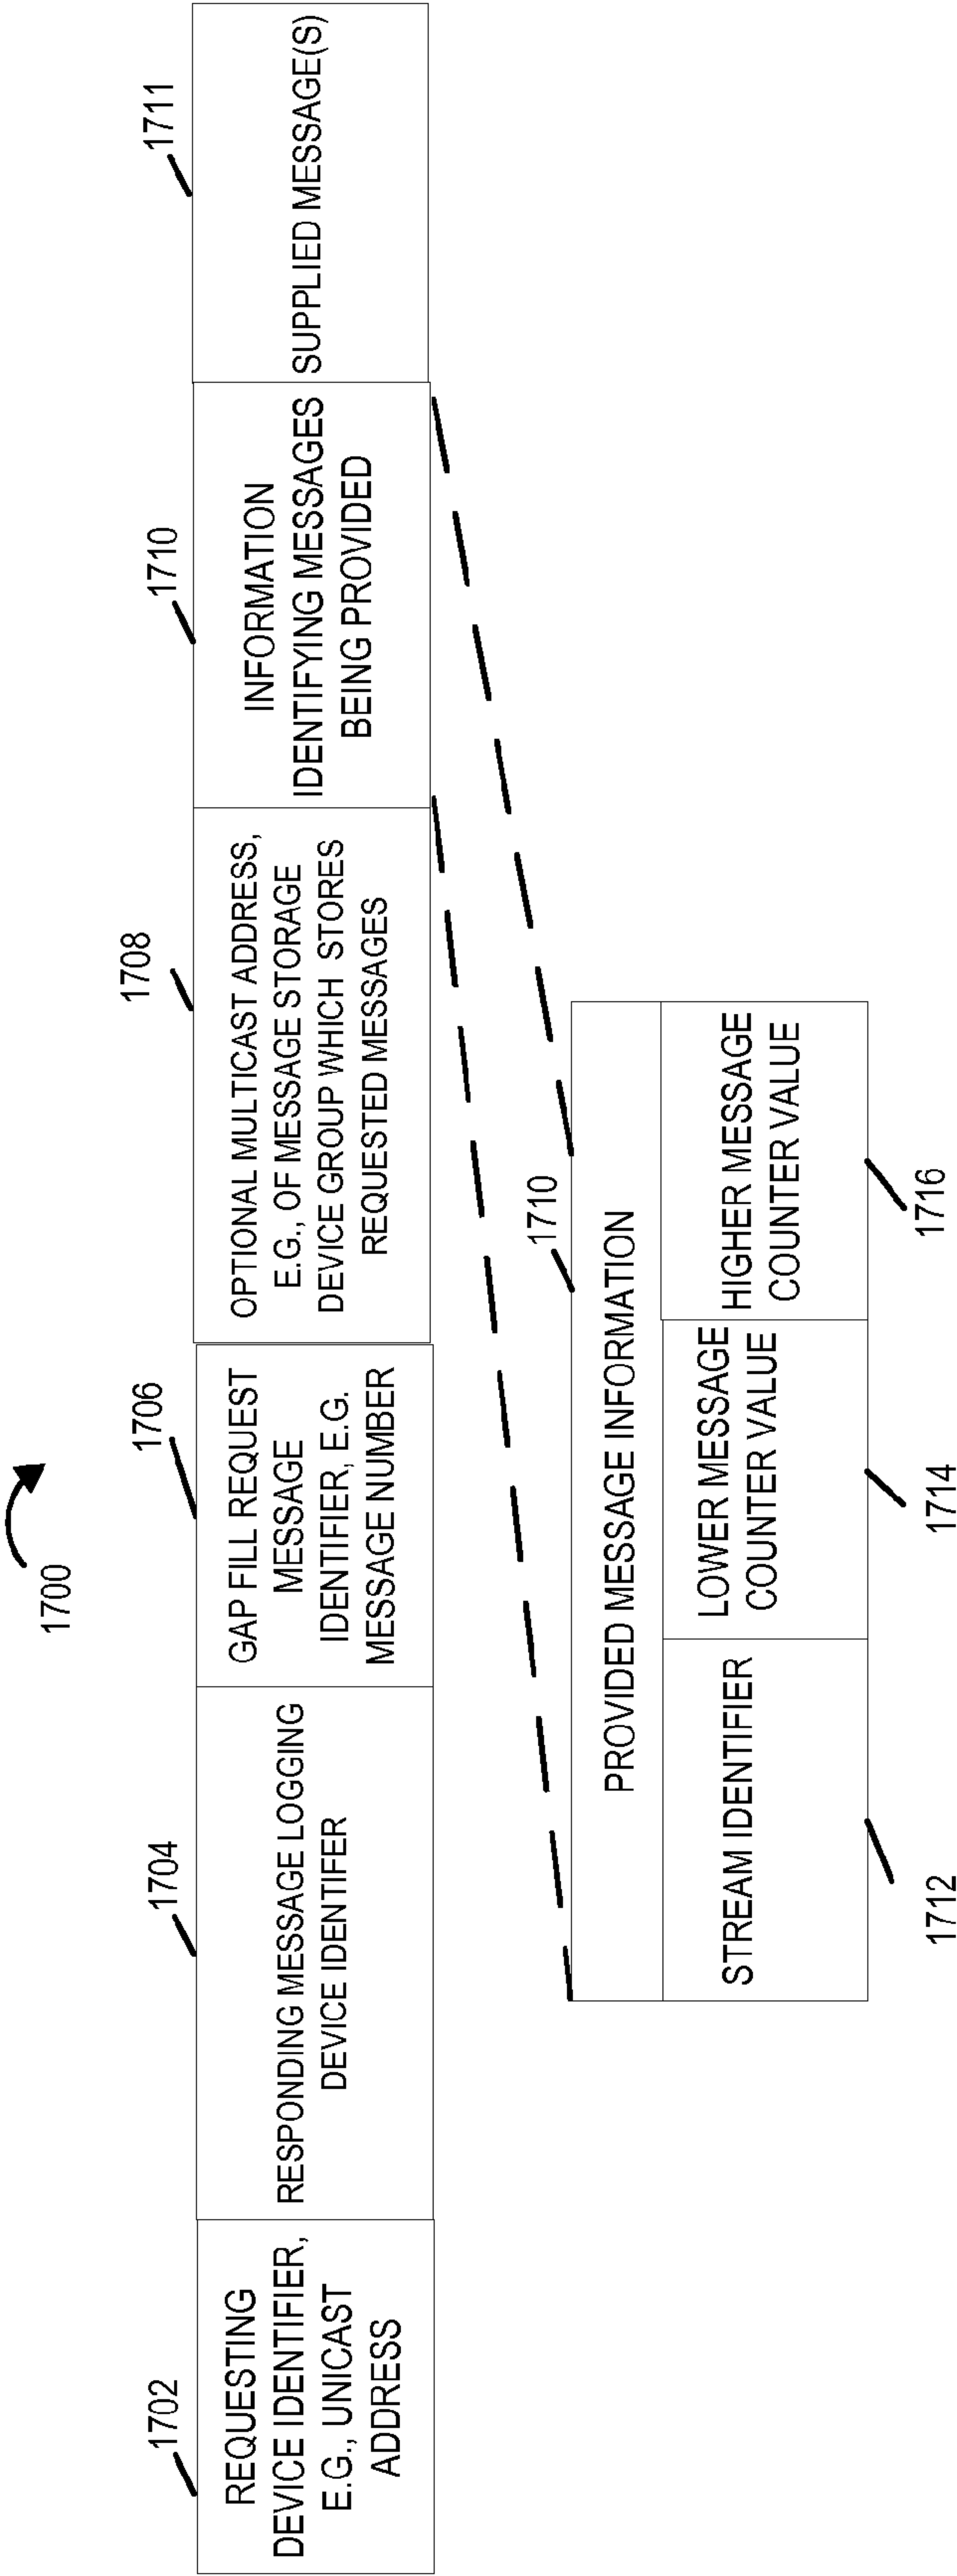 1700
1702
REQUESTING
DEVICE IDENTIFIER,
E.G., UNICAST
ADDRESS
1704
RESPONDING MESSAGE LOGGING
DEVICE IDENTIFER
1706
GAP FILL REQUEST
MESSAGE
IDENTIFIER, E.G.
MESSAGE NUMBER
1708
OPTIONAL MULTICAST ADDRESS,
E.G., OF MESSAGE STORAGE
DEVICE GROUP WHICH STORES
REQUESTED MESSAGES
1710
INFORMATION
IDENTIFYING MESSAGES
BEING PROVIDED
1711
SUPPLIED MESSAGE(S)
1710
PROVIDED MESSAGE INFORMATION
STREAM IDENTIFIER
1712
LOWER MESSAGE
COUNTER VALUE
1714
HIGHER MESSAGE
COUNTER VALUE
1716